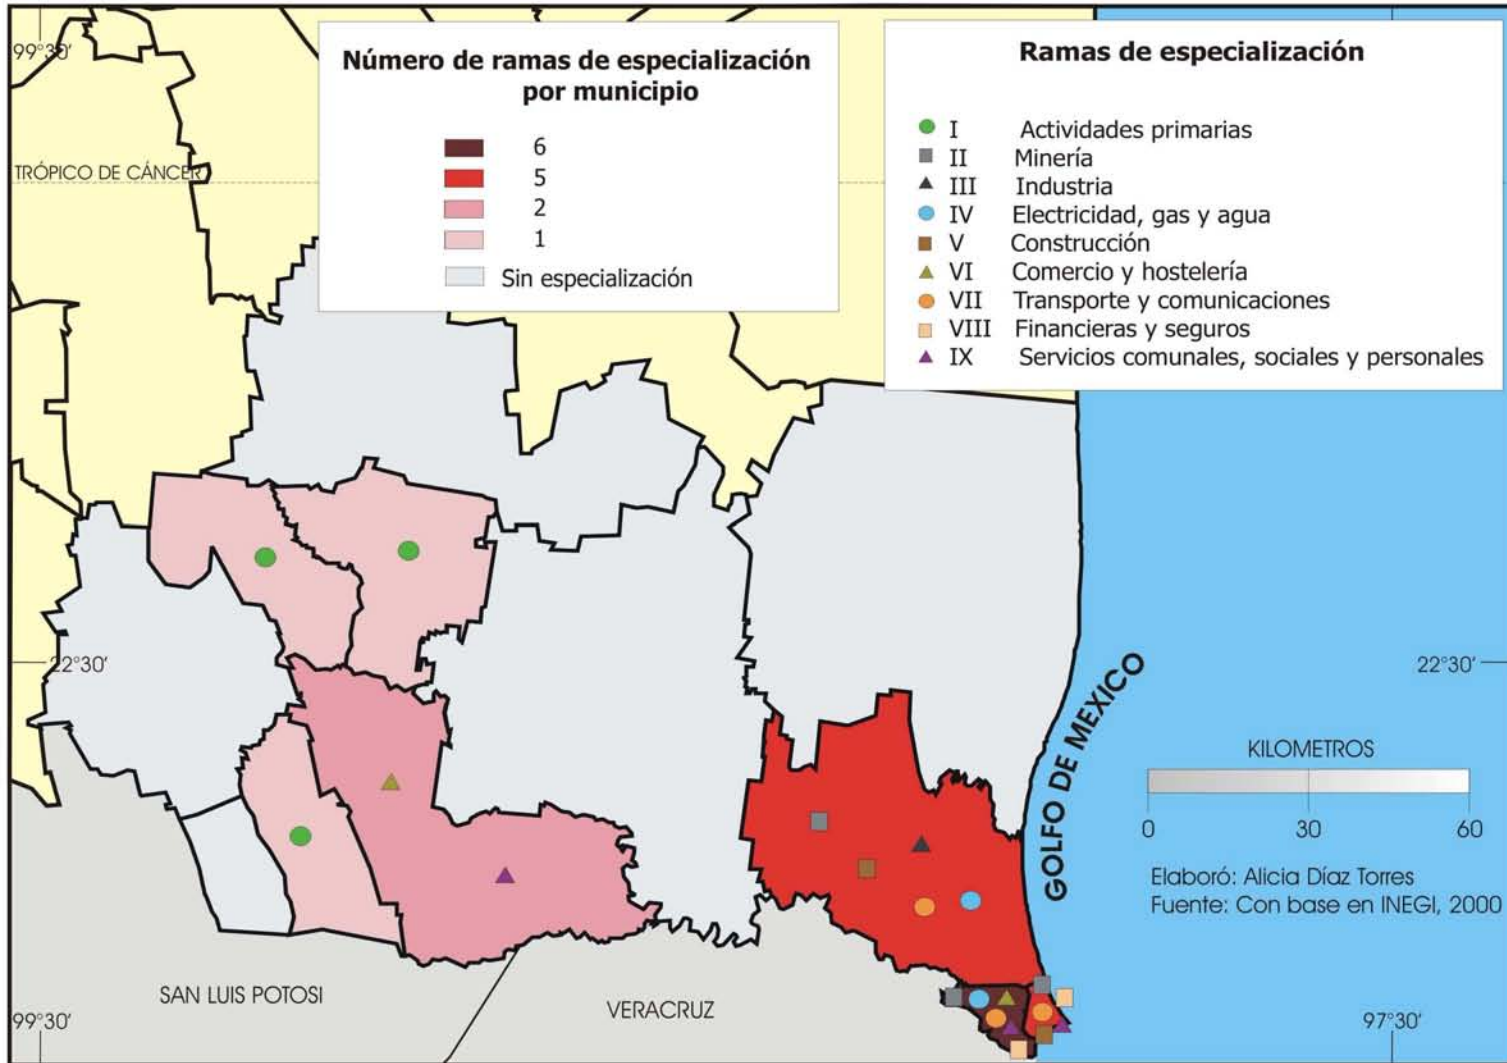 99°30'
Número de ramas de especialización
por municipio
6
5
2
1
Sin especialización
Ramas de especialización
I Actividades primarias
II Minería
III Industria
IV Electricidad, gas y agua
V Construcción
VI Comercio y hostelería
VII Transporte y comunicaciones
VIII Financieras y seguros
IX Servicios comunales, sociales y personales
TRÓPICO DE CÁNCER
22°30'
22°30'
GOLFO DE MEXICO
KILOMETROS
0 30 60
Elaboró: Alicia Díaz Torres
Fuente: Con base en INEGI, 2000
SAN LUIS POTOSI
VERACRUZ
99°30'
97°30'